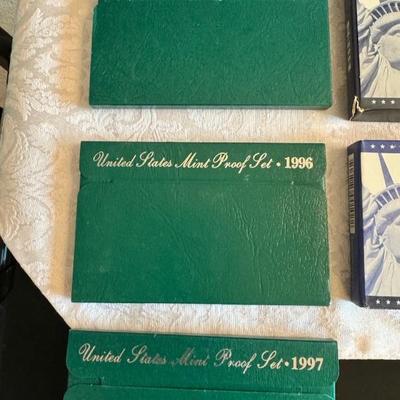 United States Mint Proof Set • 1996
United States Mint Proof Set • 1997